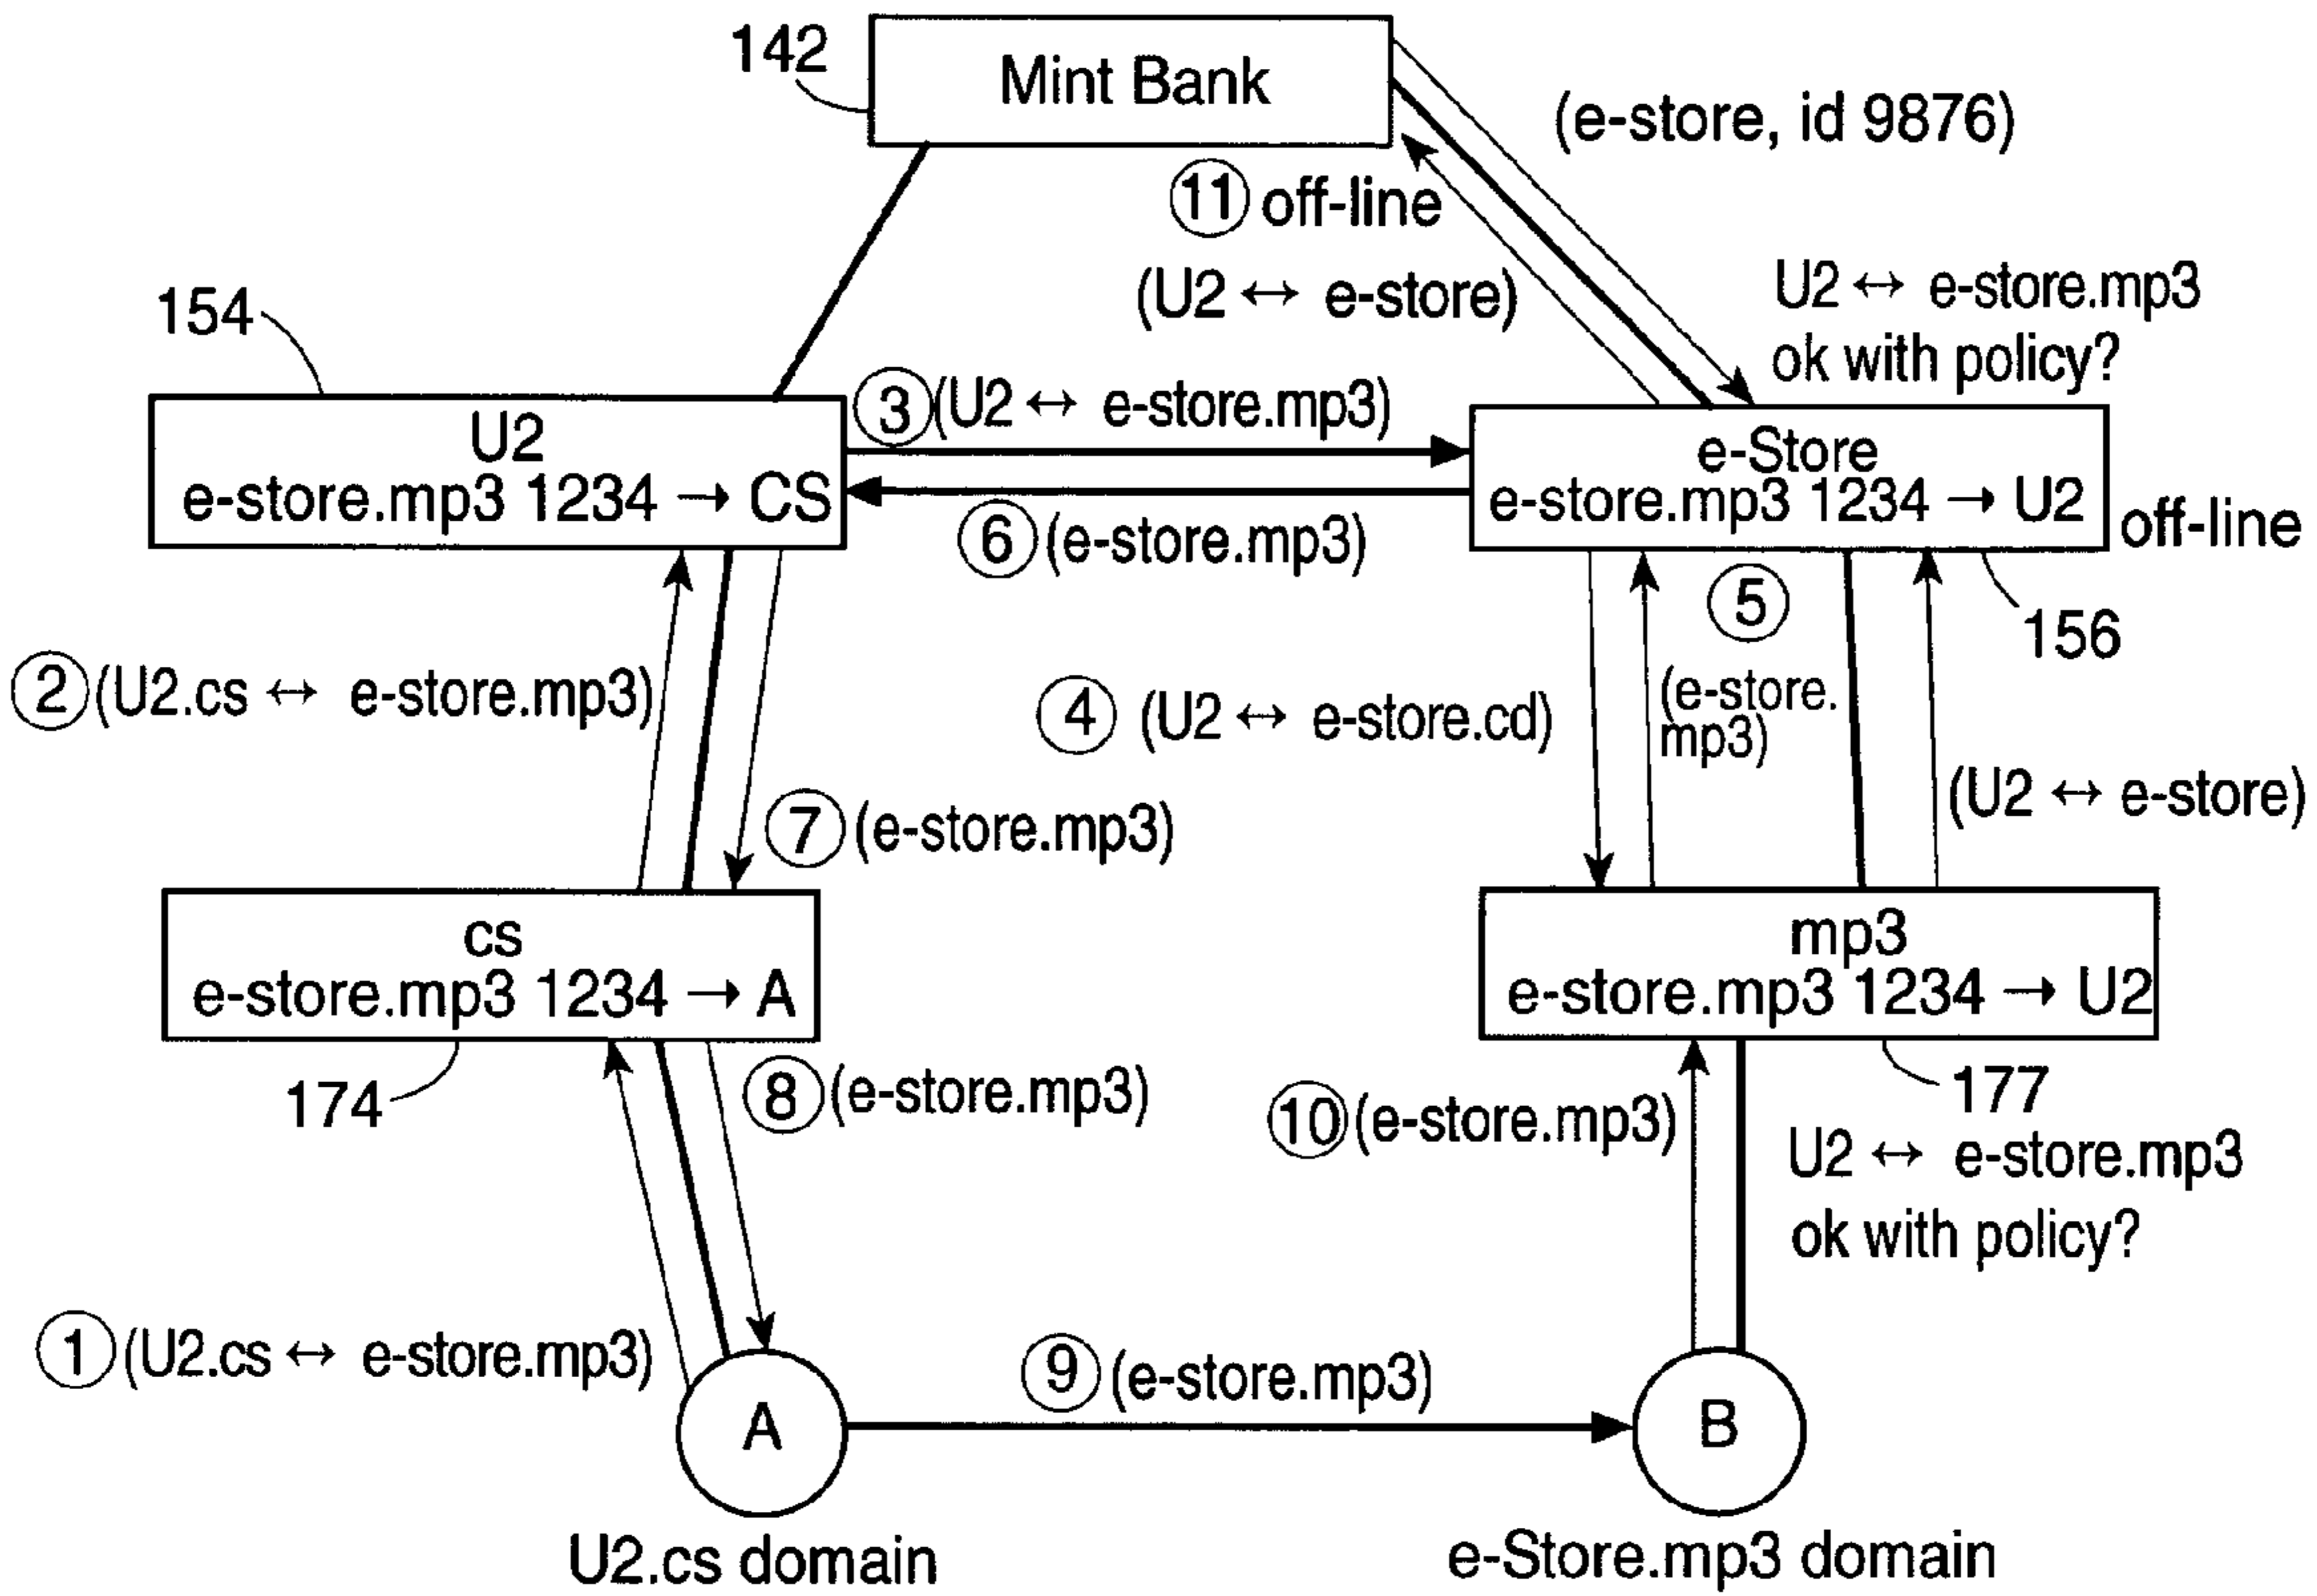 142
Mint Bank
(e-store, id 9876)
11 off-line
(U2 ↔ e-store)
U2 ↔ e-store.mp3
ok with policy?
154
3 (U2 ↔ e-store.mp3)
U2
e-store.mp3 1234 → CS
e-Store
e-store.mp3 1234 → U2
off-line
6 (e-store.mp3)
5
156
2 (U2.cs ↔ e-store.mp3)
4 (U2 ↔ e-store.cd)
(e-store.
mp3)
(U2 ↔ e-store)
7 (e-store.mp3)
cs
e-store.mp3 1234 → A
mp3
e-store.mp3 1234 → U2
174
8 (e-store.mp3)
10 (e-store.mp3)
177
U2 ↔ e-store.mp3
ok with policy?
1 (U2.cs ↔ e-store.mp3)
9 (e-store.mp3)
A
B
U2.cs domain
e-Store.mp3 domain